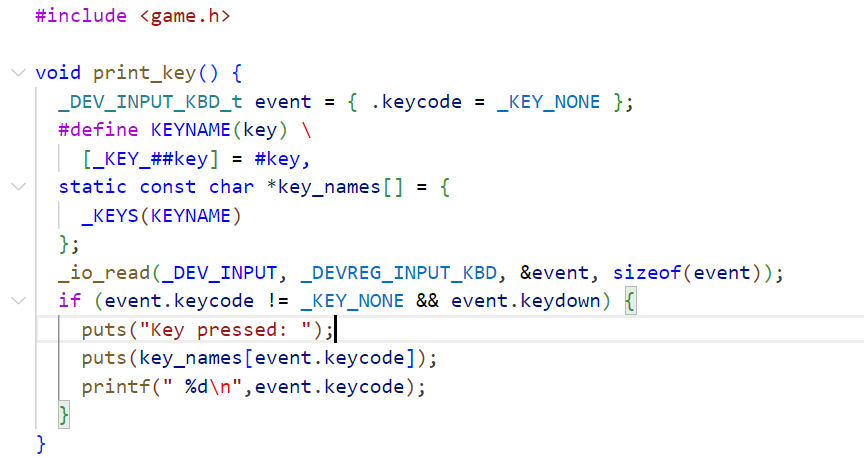 #include <game.h>
void print_key() {
_DEV_INPUT_KBD_t event = { .keycode = _KEY_NONE };
#define KEYNAME(key) \
[_KEY_##key] = #key,
static const char *key_names[] = {
_KEYS(KEYNAME)
};
_io_read(_DEV_INPUT, _DEVREG_INPUT_KBD, &event, sizeof(event));
if (event.keycode != _KEY_NONE && event.keydown) {
puts("Key pressed: ");
puts(key_names[event.keycode]);
printf(" %d\n",event.keycode);
}
}